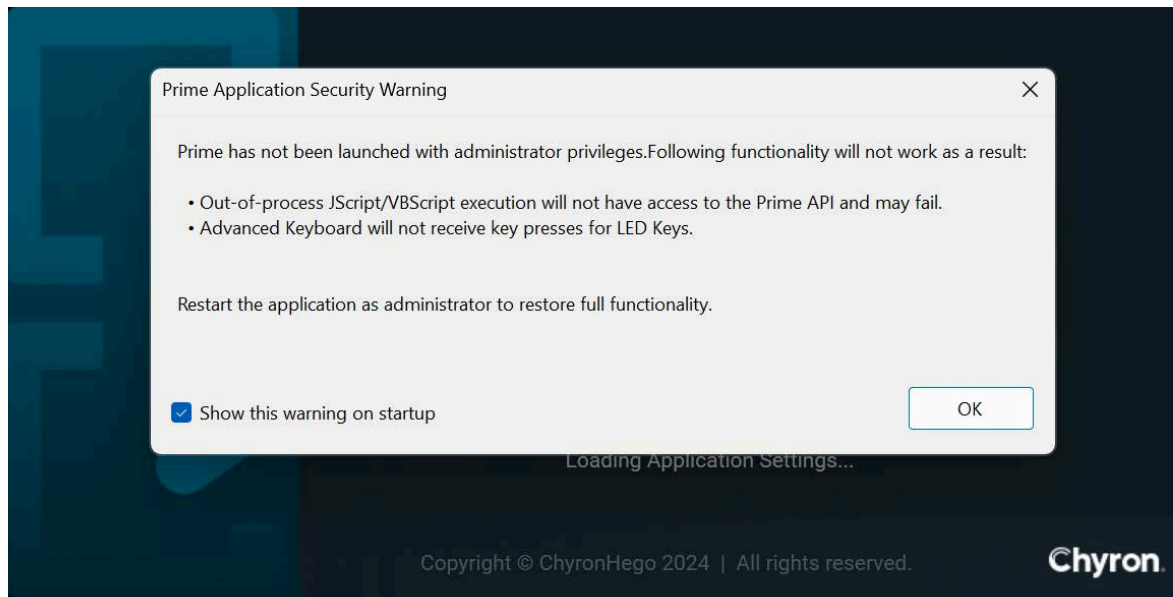 Prime Application Security Warning
Prime has not been launched with administrator privileges.Following functionality will not work as a result:
• Out-of-process JScript/VBScript execution will not have access to the Prime API and may fail.
• Advanced Keyboard will not receive key presses for LED Keys.
Restart the application as administrator to restore full functionality.
Show this warning on startup
OK
Loading Application Settings...
Copyright © ChyronHego 2024 | All rights reserved.
Chyron.